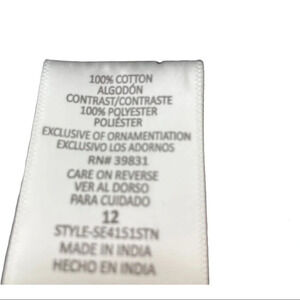 100% COTTON
ALGODÓN
CONTRAST/CONTRASTE
100% POLYESTER
POLIÉSTER
EXCLUSIVE OF ORNAMENTIATION
EXCLUSIVO LOS ADORNOS
RN# 39831
CARE ON REVERSE
VER AL DORSO
PARA CUIDADO
12
STYLE-SE4151STN
MADE IN INDIA
HECHO EN INDIA